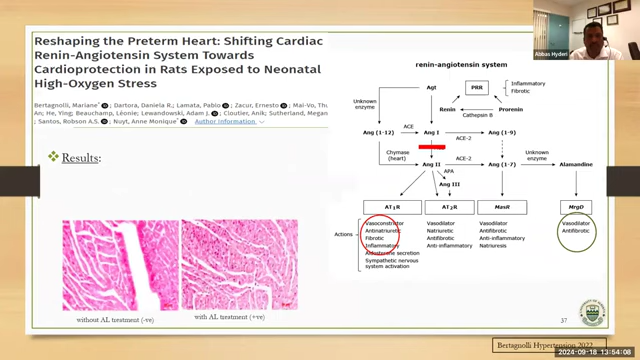 Reshaping the Preterm Heart: Shifting Cardiac
Renin-Angiotensin System Towards
Cardioprotection in Rats Exposed to Neonatal
High-Oxygen Stress
Bertagnolli, Mariane; Dartora, Daniela R.; Lamata, Pablo; Zacur, Ernesto; Mai-Vo, Thu
An; He, Ying; Beauchamp, Léonie; Lewandowski, Adam J.; Cloutier, Anik; Sutherland, Megan
Santos, Robson A.S.; Nuyt, Anne Monique Author Information
Results:
without AL treatment (-ve)
with AL treatment (+ve)
renin-angiotensin system
Agt
PRR
Inflammatory
Fibrotic
Unknown
enzyme
Renin
Prorenin
Cathepsin B
Ang (1-12)
ACE
Ang I
ACE-2
Ang (1-9)
Chymase
(heart)
Ang II
ACE-2
Ang (1-7)
Unknown
enzyme
Alamandine
APA
Ang III
AT1R
AT2R
MasR
MrgD
Actions
Vasoconstrictor
Antinatriuretic
Fibrotic
Inflammatory
Aldosterone secretion
Sympathetic nervous
system activation
Vasodilator
Natriuretic
Antifibrotic
Anti inflammatory
Vasodilator
Antifibrotic
Anti-inflammatory
Natriuresis
Vasodilator
Antifibrotic
37
Bertagnolli Hypertension 2022
Abbas Hyderi
2024-09-18 13:54:08